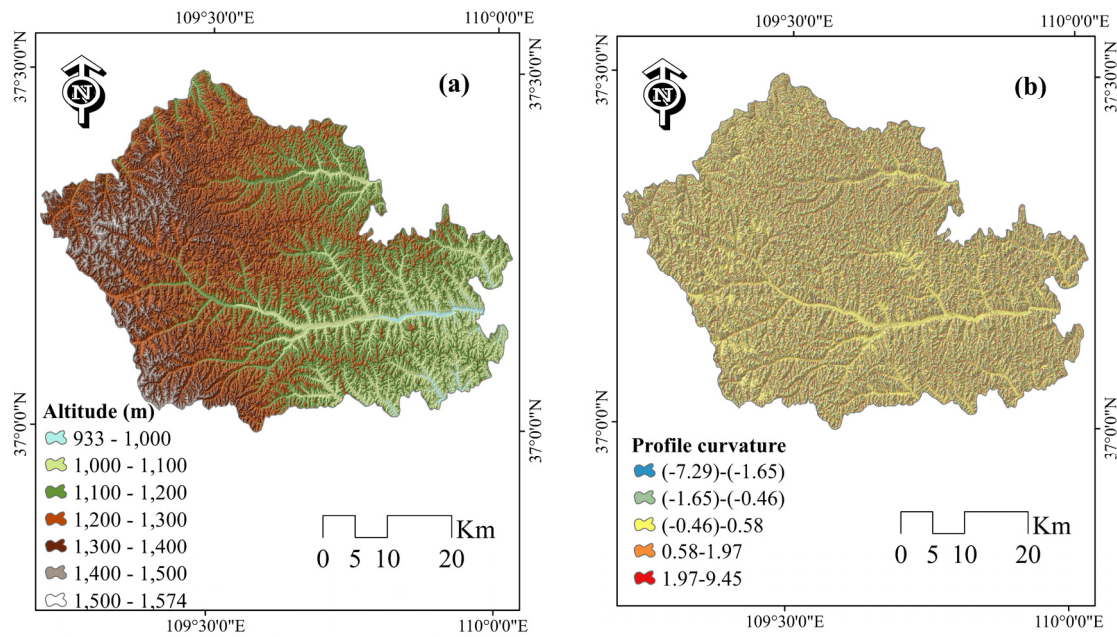 109°30'0"E
110°0'0"E
37°30'0"N
37°30'0"N
N
(a)
37°0'0"N
37°0'0"N
Altitude (m)
933 - 1,000
1,000 - 1,100
1,100 - 1,200
1,200 - 1,300
1,300 - 1,400
1,400 - 1,500
1,500 - 1,574
Km
0 5 10 20
109°30'0"E
110°0'0"E
109°30'0"E
110°0'0"E
37°30'0"N
37°30'0"N
N
(b)
37°0'0"N
37°0'0"N
Profile curvature
(-7.29)-(-1.65)
(-1.65)-(-0.46)
(-0.46)-0.58
0.58-1.97
1.97-9.45
Km
0 5 10 20
109°30'0"E
110°0'0"E